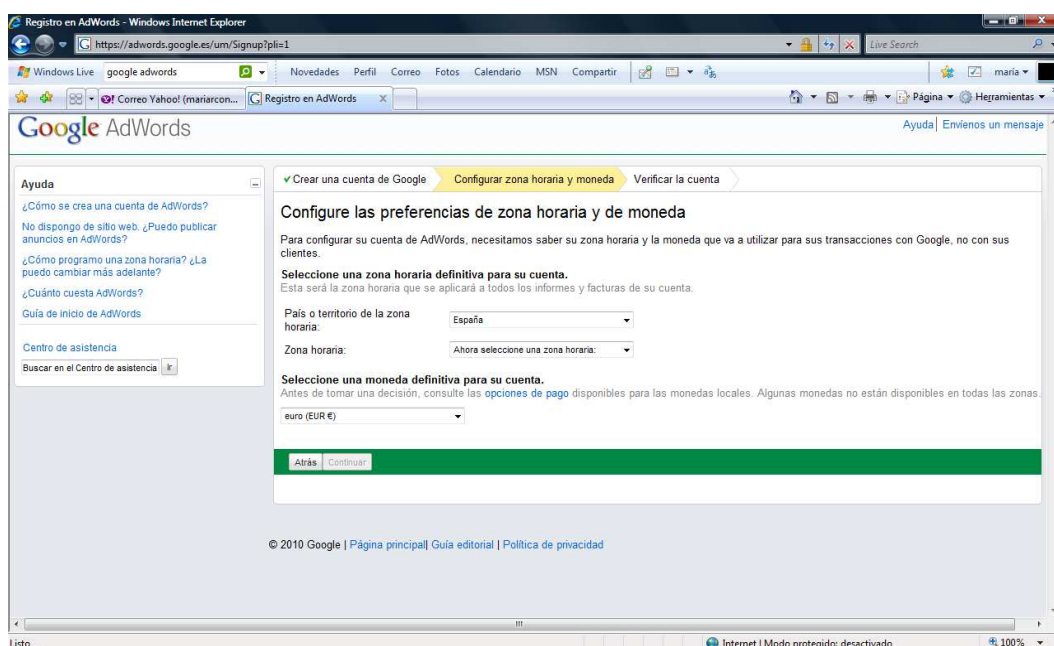 Registro en AdWords - Windows Internet Explorer
https://adwords.google.es/um/Signup?pli=1
Live Search
Windows Live google adwords Novedades Perfil Correo Fotos Calendario MSN Compartir maría
Correo Yahoo! (mariarcon... Registro en AdWords X Página Herramientas
Google AdWords
Ayuda | Envíenos un mensaje
Ayuda
¿Cómo se crea una cuenta de AdWords?
No dispongo de sitio web. ¿Puedo publicar
anuncios en AdWords?
¿Cómo programo una zona horaria? ¿La
puedo cambiar más adelante?
¿Cuánto cuesta AdWords?
Guía de inicio de AdWords
Centro de asistencia
Buscar en el Centro de asistencia Ir
Crear una cuenta de Google Configurar zona horaria y moneda Verificar la cuenta
Configure las preferencias de zona horaria y de moneda
Para configurar su cuenta de AdWords, necesitamos saber su zona horaria y la moneda que va a utilizar para sus transacciones con Google, no con sus
clientes.
Seleccione una zona horaria definitiva para su cuenta.
Esta será la zona horaria que se aplicará a todos los informes y facturas de su cuenta.
País o territorio de la zona
horaria:
España
Zona horaria:
Ahora seleccione una zona horaria:
Seleccione una moneda definitiva para su cuenta.
Antes de tomar una decisión, consulte las opciones de pago disponibles para las monedas locales. Algunas monedas no están disponibles en todas las zonas.
euro (EUR €)
Atrás Continuar
© 2010 Google | Página principal| Guía editorial | Política de privacidad
Listo Internet | Modo protegido: desactivado 100%